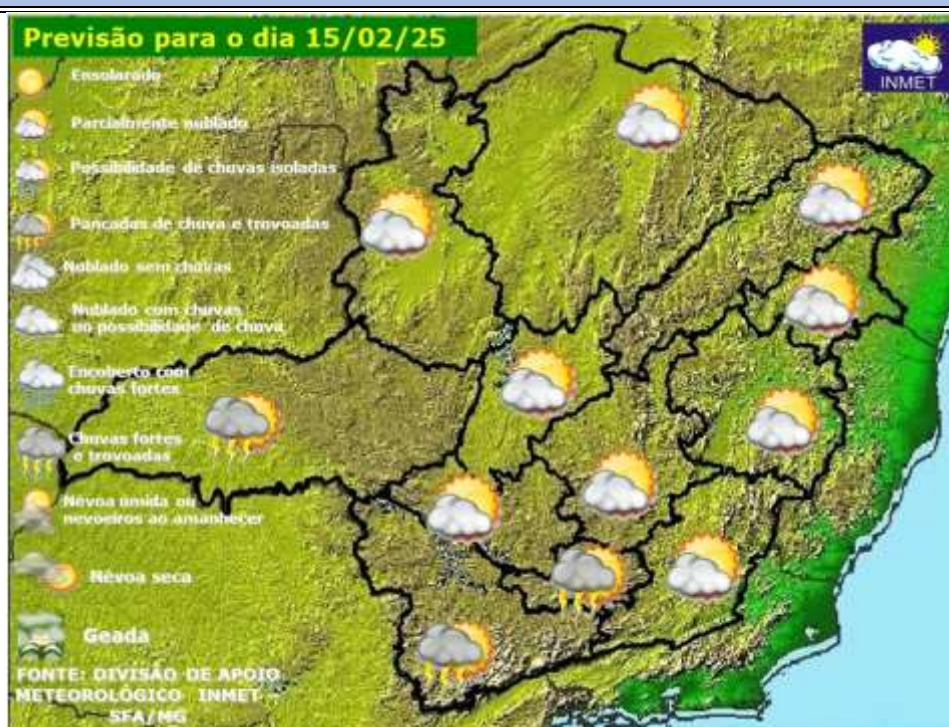 Previsão para o dia 15/02/25
INMET
Ensolarado
Parcialmente nublado
Possibilidade de chuvas isoladas
Pancadas de chuva e trovoadas
Nublado sem chuvas
Nublado com chuvas
ou possibilidade de chuva
Encoberto com
chuvas fortes
Chuvas fortes
e trovoadas
Névoa úmida ou
nevoeiros ao amanhecer
Névoa seca
Geada
FONTE: DIVISÃO DE APOIO
METEOROLÓGICO INMET -
SFA/MG